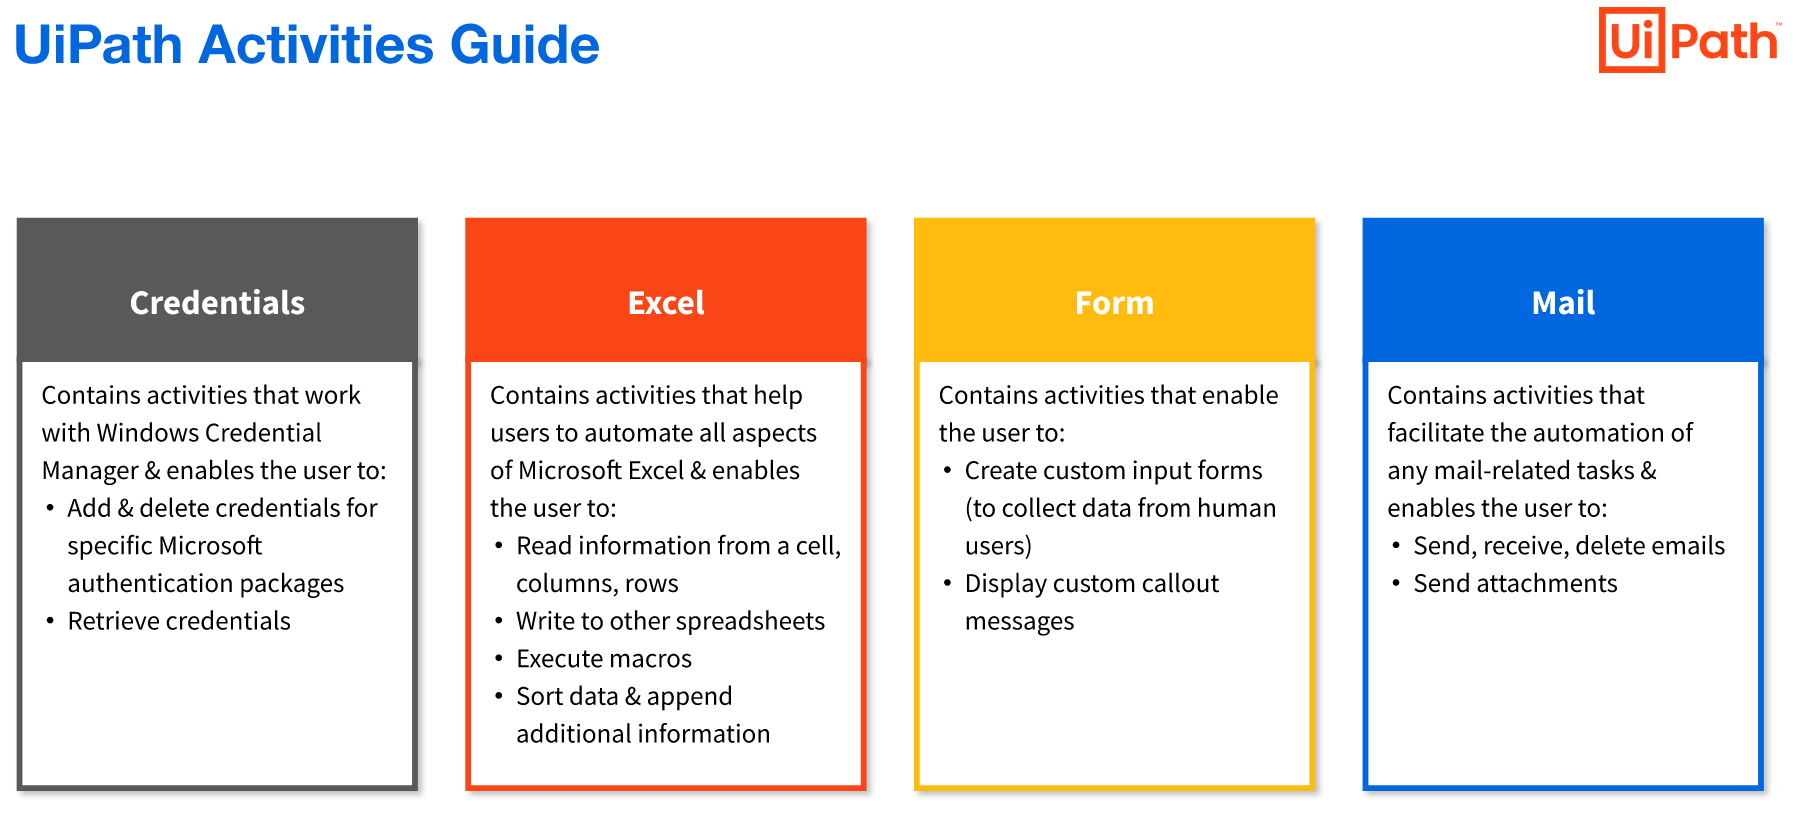 UiPath Activities Guide
UiPath™
Credentials
Contains activities that work
with Windows Credential
Manager & enables the user to:
• Add & delete credentials for
specific Microsoft
authentication packages
• Retrieve credentials
Excel
Contains activities that help
users to automate all aspects
of Microsoft Excel & enables
the user to:
• Read information from a cell,
columns, rows
• Write to other spreadsheets
• Execute macros
• Sort data & append
additional information
Form
Contains activities that enable
the user to:
• Create custom input forms
(to collect data from human
users)
• Display custom callout
messages
Mail
Contains activities that
facilitate the automation of
any mail-related tasks &
enables the user to:
• Send, receive, delete emails
• Send attachments